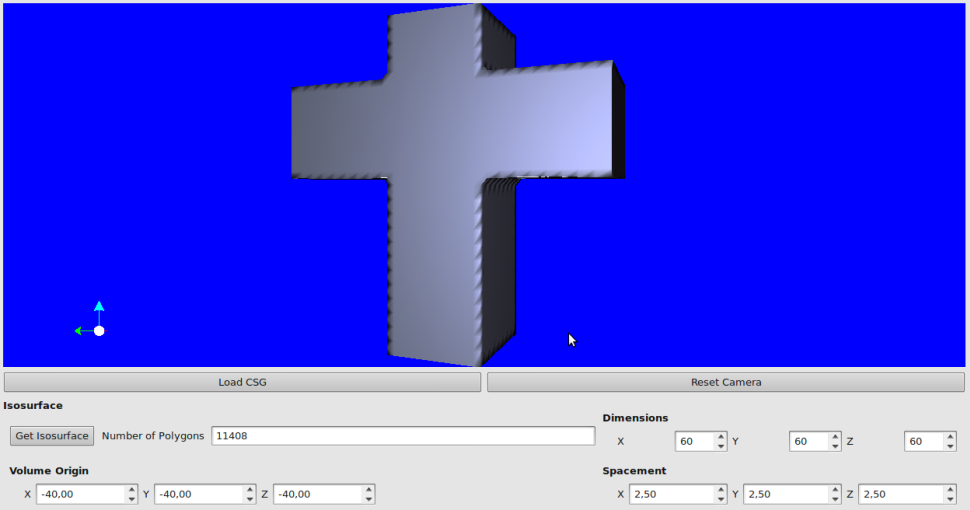 Load CSG Reset Camera
Isosurface
Get Isosurface Number of Polygons 11408
Dimensions
X 60 Y 60 Z 60
Volume Origin
X -40,00 Y -40,00 Z -40,00
Spacement
X 2,50 Y 2,50 Z 2,50